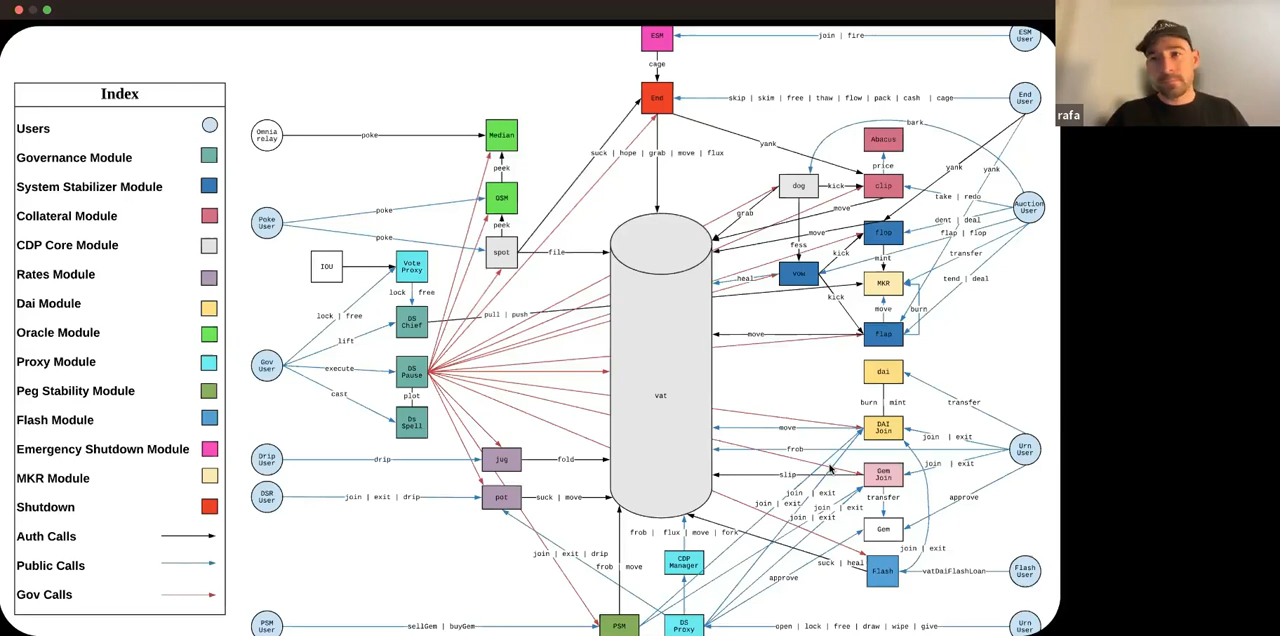 Index
Users
Governance Module
System Stabilizer Module
Collateral Module
CDP Core Module
Rates Module
Dai Module
Oracle Module
Proxy Module
Peg Stability Module
Flash Module
Emergency Shutdown Module
MKR Module
Shutdown
Auth Calls
Public Calls
Gov Calls
ESM
join | fire
ESM
User
cage
End
skip | skim | free | thaw | flow | pack | cash | cage
End
User
rafa
Omnia
relay
poke
Median
suck | hope | grab | move | flux
yank
bark
Abacus
price
yank
yank
peek
OSM
dog
kick
clip
take | redo
Auction
User
Poke
User
poke
poke
peek
grab
move
dent | deal
flap | flop
move
flop
kick
fess
transfer
mint
spot
file
IOU
Vote
Proxy
heal
vow
MKR
tend | deal
lock | free
kick
move
burn
lock | free
DS
Chief
pull | push
lift
move
flap
Gov
User
execute
DS
Pause
dai
cast
plot
vat
burn
mint
transfer
Ds
Spell
move
DAI
Join
join | exit
frob
Urn
User
Drip
User
drip
jug
fold
join | exit
slip
Gem
Join
DSR
User
join | exit | drip
pot
suck | move
join | exit
join | exit
join | exit
join | exit
transfer
approve
frob | flux | move | fork
Gem
join | exit | drip
frob
move
CDP
Manager
join | exit
suck | heal
Flash
vatDaiFlashLoan
Flash
User
approve
PSM
User
sellGem | buyGem
PSM
DS
Proxy
open | lock | free | draw | wipe | give
Urn
User